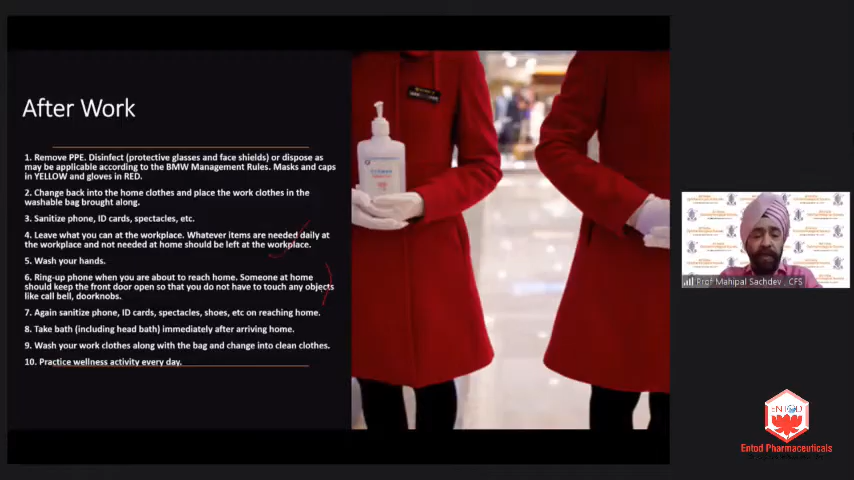 After Work
1. Remove PPE. Disinfect (protective glasses and face shields) or dispose as
may be applicable according to the BMW Management Rules. Masks and caps
in YELLOW and gloves in RED.
2. Change back into the home clothes and place the work clothes in the
washable bag brought along.
3. Sanitize phone, ID cards, spectacles, etc.
4. Leave what you can at the workplace. Whatever items are needed daily at
the workplace and not needed at home should be left at the workplace.
5. Wash your hands.
6. Ring-up phone when you are about to reach home. Someone at home
should keep the front door open so that you do not have to touch any objects
like call bell, doorknobs.
7. Again sanitize phone, ID cards, spectacles, shoes, etc on reaching home.
8. Take bath (including head bath) immediately after arriving home.
9. Wash your work clothes along with the bag and change into clean clothes.
10. Practice wellness activity every day.
Prof Mahipal Sachdev , CFS
ENTOD
Entod Pharmaceuticals